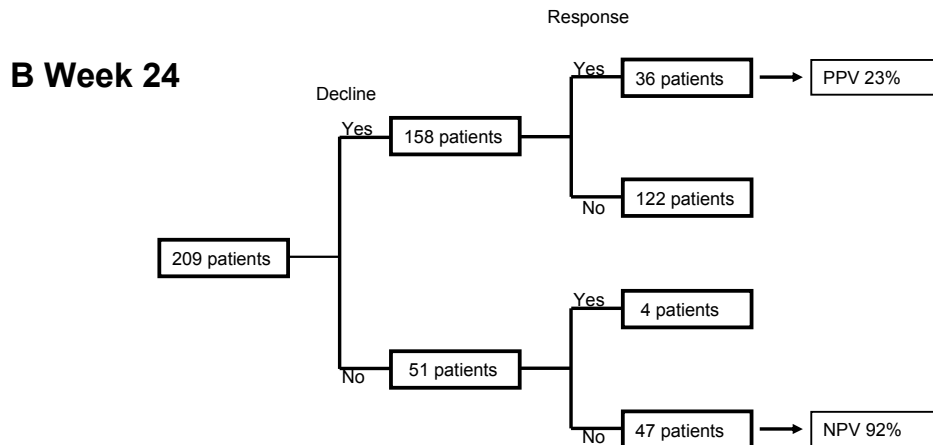 Response
B Week 24
Yes
36 patients
PPV 23%
Decline
Yes
158 patients
No
122 patients
209 patients
Yes
4 patients
No
51 patients
No
47 patients
NPV 92%